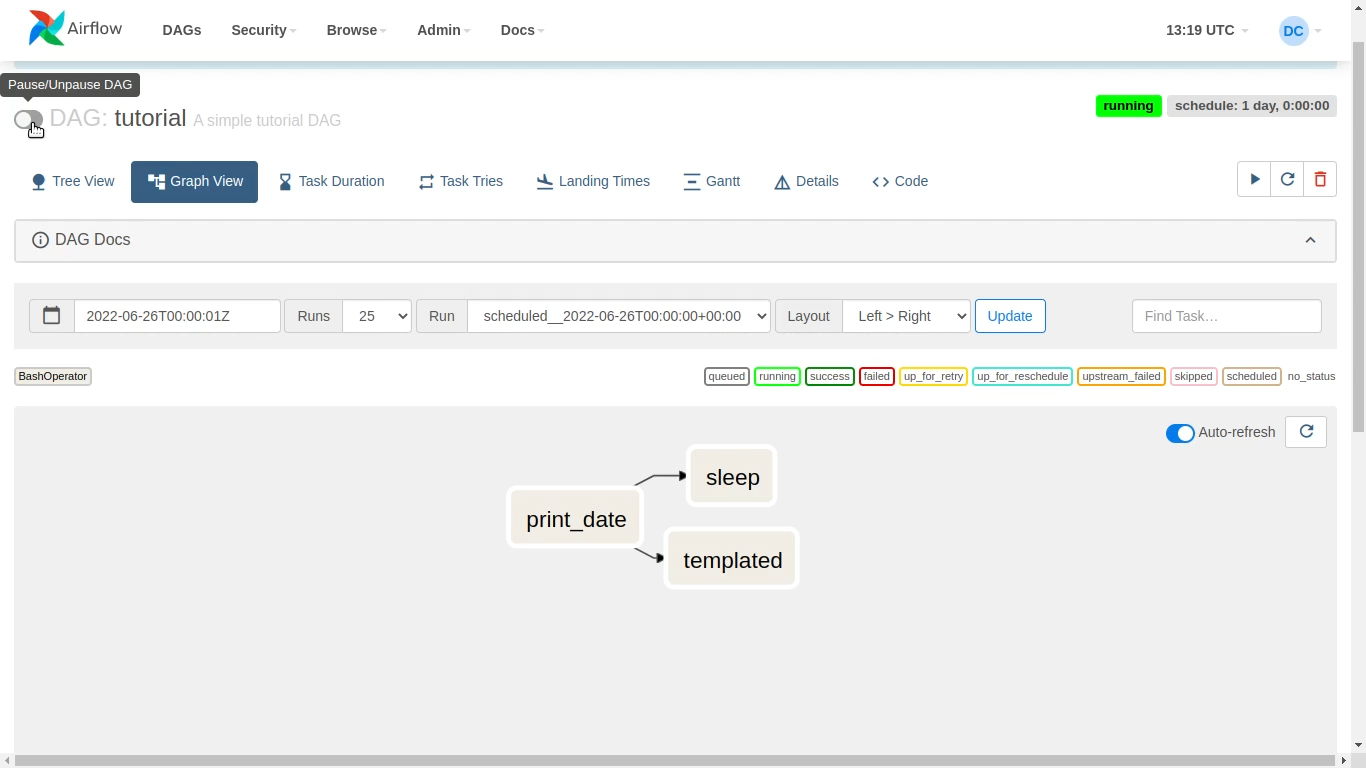 Airflow DAGs Security Browse Admin Docs 13:19 UTC DC
Pause/Unpause DAG
DAG: tutorial A simple tutorial DAG
running schedule: 1 day, 0:00:00
Tree View Graph View Task Duration Task Tries Landing Times Gantt Details Code
DAG Docs
2022-06-26T00:00:01Z Runs 25 Run scheduled__2022-06-26T00:00:00+00:00 Layout Left > Right Update Find Task…
BashOperator queued running success failed up_for_retry up_for_reschedule upstream_failed skipped scheduled no_status
Auto-refresh
sleep
print_date
templated